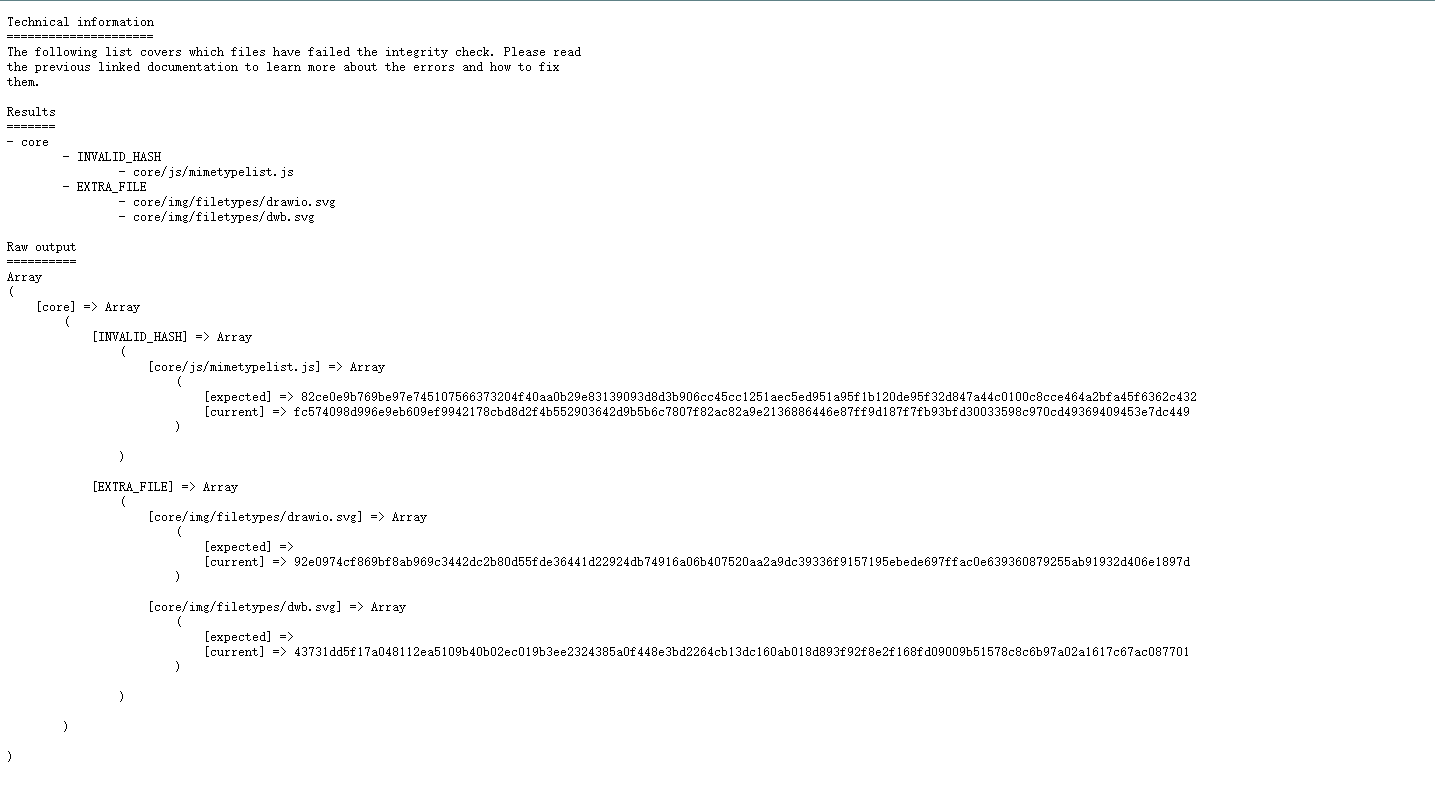 Technical information
=====================
The following list covers which files have failed the integrity check. Please read
the previous linked documentation to learn more about the errors and how to fix
them.
Results
=======
- core
- INVALID_HASH
- core/js/mimetypelist.js
- EXTRA_FILE
- core/img/filetypes/drawio.svg
- core/img/filetypes/dwb.svg
Raw output
==========
Array
(
[core] => Array
(
[INVALID_HASH] => Array
(
[core/js/mimetypelist.js] => Array
(
[expected] => 82ce0e9b769be97e745107566373204f40aa0b29e83139093d8d3b906cc45cc1251aec5ed951a95f1b120de95f32d847a44c0100c8cce464a2bfa45f6362c432
[current] => fc574098d996e9eb609ef9942178cbd8d2f4b552903642d9b5b6c7807f82ac82a9e2136886446e87ff9d187f7fb93bfd30033598c970cd49369409453e7dc449
)
)
[EXTRA_FILE] => Array
(
[core/img/filetypes/drawio.svg] => Array
(
[expected] =>
[current] => 92e0974cf869bf8ab969c3442dc2b80d55fde36441d22924db74916a06b407520aa2a9dc39336f9157195ebede697ffac0e639360879255ab91932d406e1897d
)
[core/img/filetypes/dwb.svg] => Array
(
[expected] =>
[current] => 43731dd5f17a048112ea5109b40b02ec019b3ee2324385a0f448e3bd2264cb13dc160ab018d893f92f8e2f168fd09009b51578c8c6b97a02a1617c67ac087701
)
)
)
)